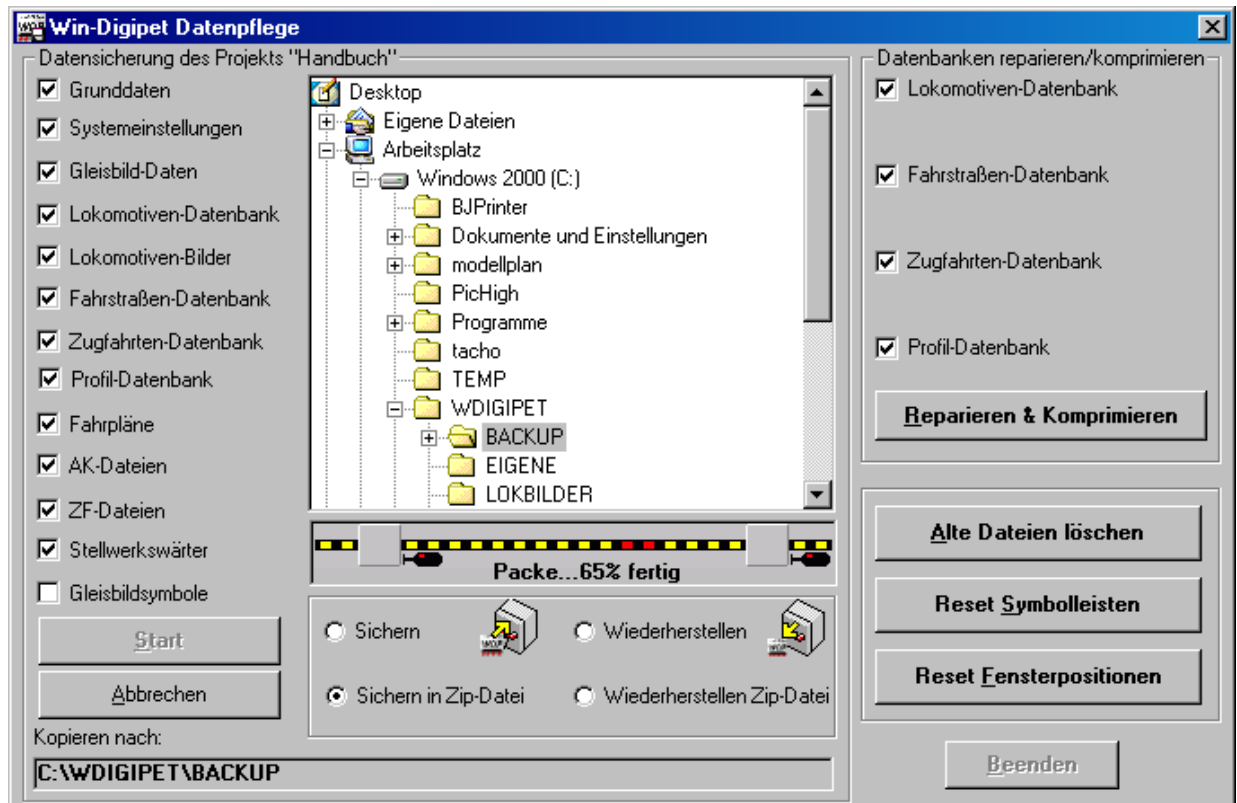 Win-Digipet Datenpflege
Datensicherung des Projekts "Handbuch"
Grunddaten
Systemeinstellungen
Gleisbild-Daten
Lokomotiven-Datenbank
Lokomotiven-Bilder
Fahrstraßen-Datenbank
Zugfahrten-Datenbank
Profil-Datenbank
Fahrpläne
AK-Dateien
ZF-Dateien
Stellwerkswärter
Gleisbildsymbole
Start
Abbrechen
Desktop
Eigene Dateien
Arbeitsplatz
Windows 2000 (C:)
BJPrinter
Dokumente und Einstellungen
modellplan
PicHigh
Programme
tacho
TEMP
WDIGIPET
BACKUP
EIGENE
LOKBILDER
Packe...65% fertig
Sichern
Wiederherstellen
Sichern in Zip-Datei
Wiederherstellen Zip-Datei
Kopieren nach:
C:\WDIGIPET\BACKUP
Datenbanken reparieren/komprimieren
Lokomotiven-Datenbank
Fahrstraßen-Datenbank
Zugfahrten-Datenbank
Profil-Datenbank
Reparieren & Komprimieren
Alte Dateien löschen
Reset Symbolleisten
Reset Fensterpositionen
Beenden